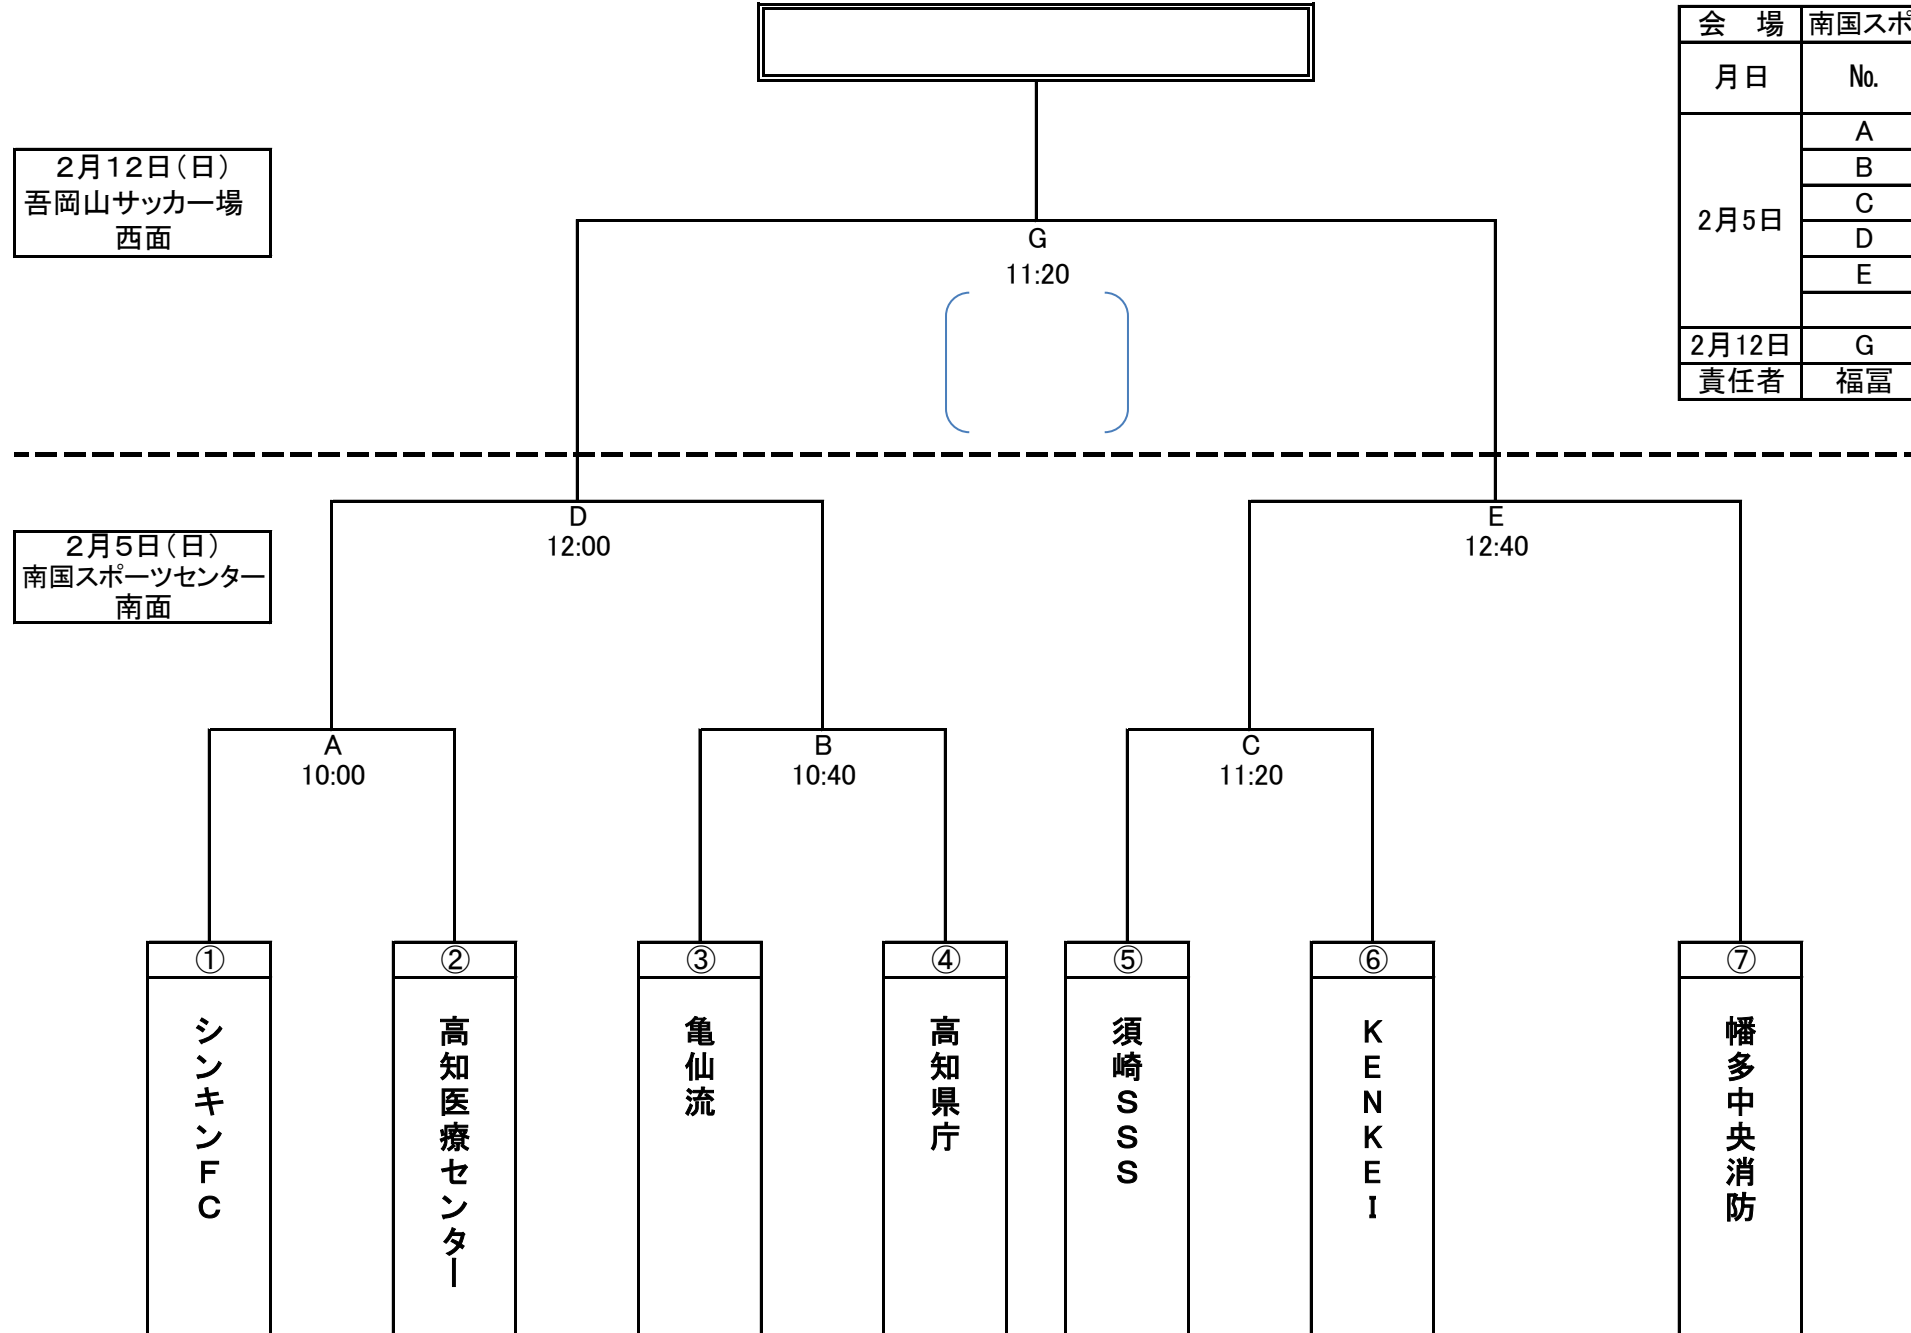 会　場 南国スポ
月日 No.
2月5日
A
B
C
D
E
2月12日 G
責任者 福冨
２月１２日（日）
吾岡山サッカー場
西面
G
11:20
２月５日（日）
南国スポーツセンター
南面
D
12:00
E
12:40
A
10:00
B
10:40
C
11:20
①
シンキンＦＣ
②
高知医療センター
③
亀仙流
④
高知県庁
⑤
須崎ＳＳＳ
⑥
ＫＥＮＫＥＩ
⑦
幡多中央消防